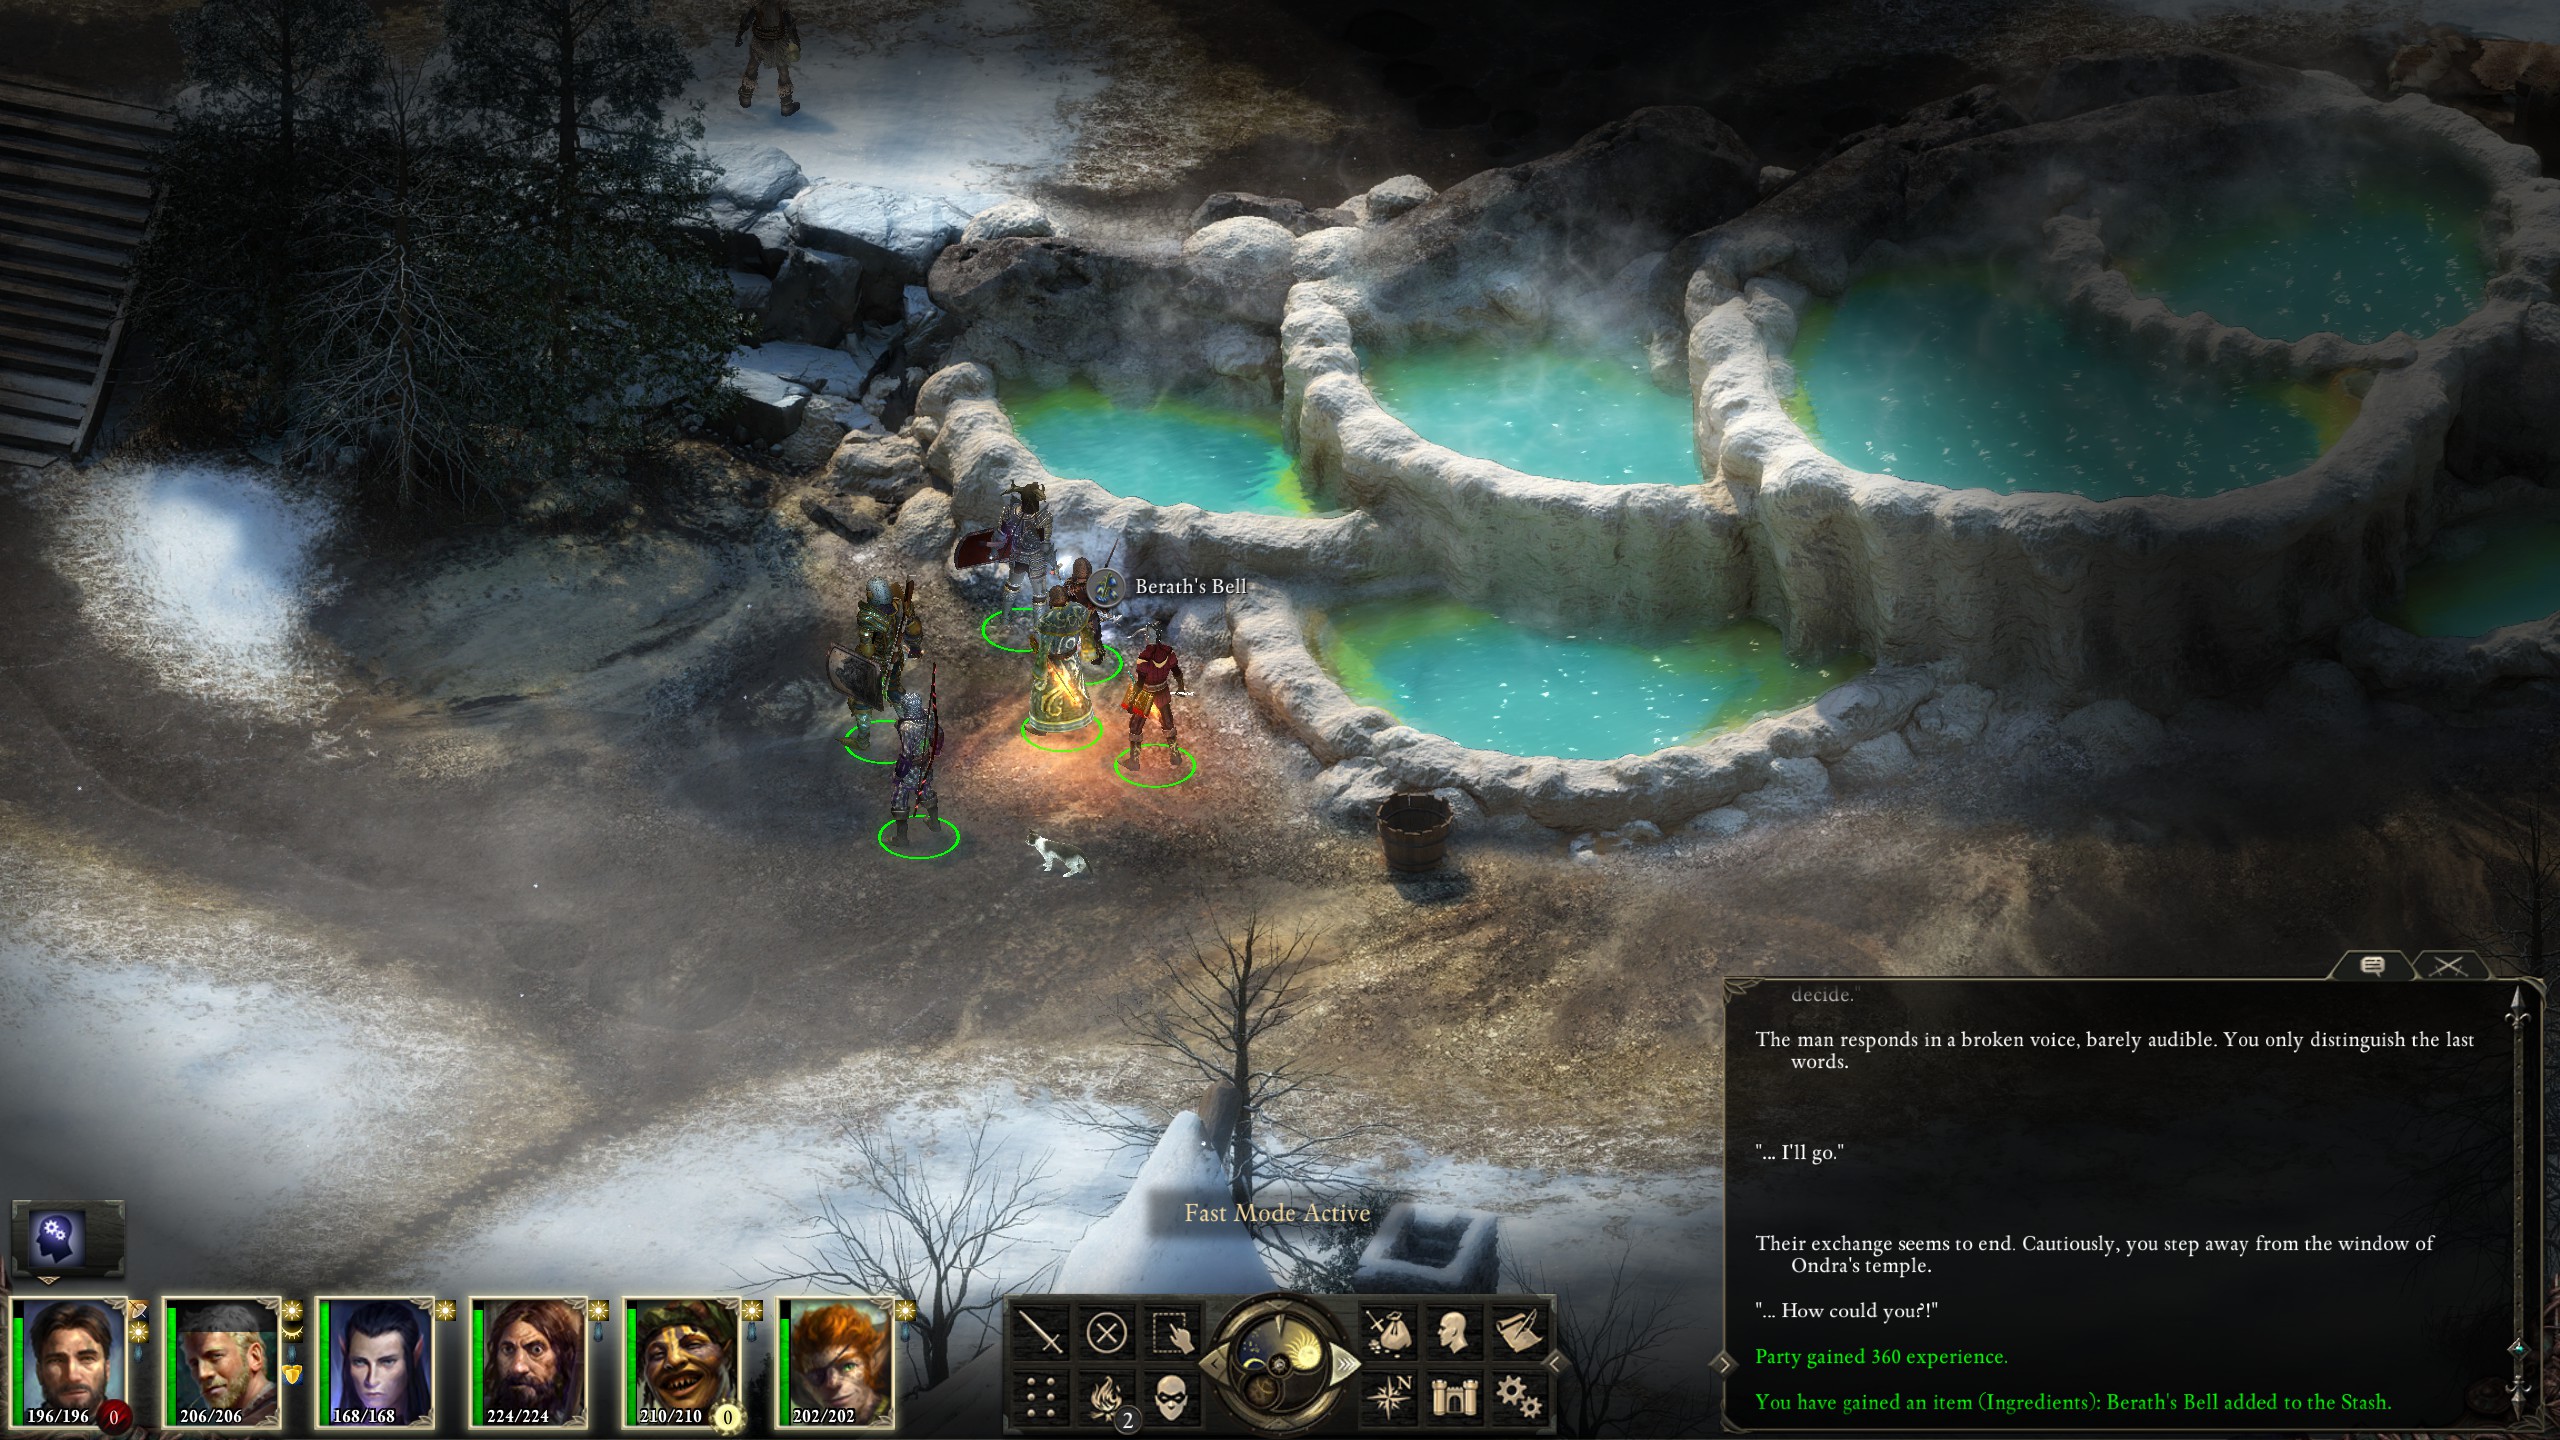 Berath's Bell
decide."
The man responds in a broken voice, barely audible. You only distinguish the last
words.
"... I'll go."
Their exchange seems to end. Cautiously, you step away from the window of
Ondra's temple.
"... How could you?!"
Party gained 360 experience.
You have gained an item (Ingredients): Berath's Bell added to the Stash.
Fast Mode Active
196/196 0
206/206
168/168
224/224
210/210 0
202/202
2
N